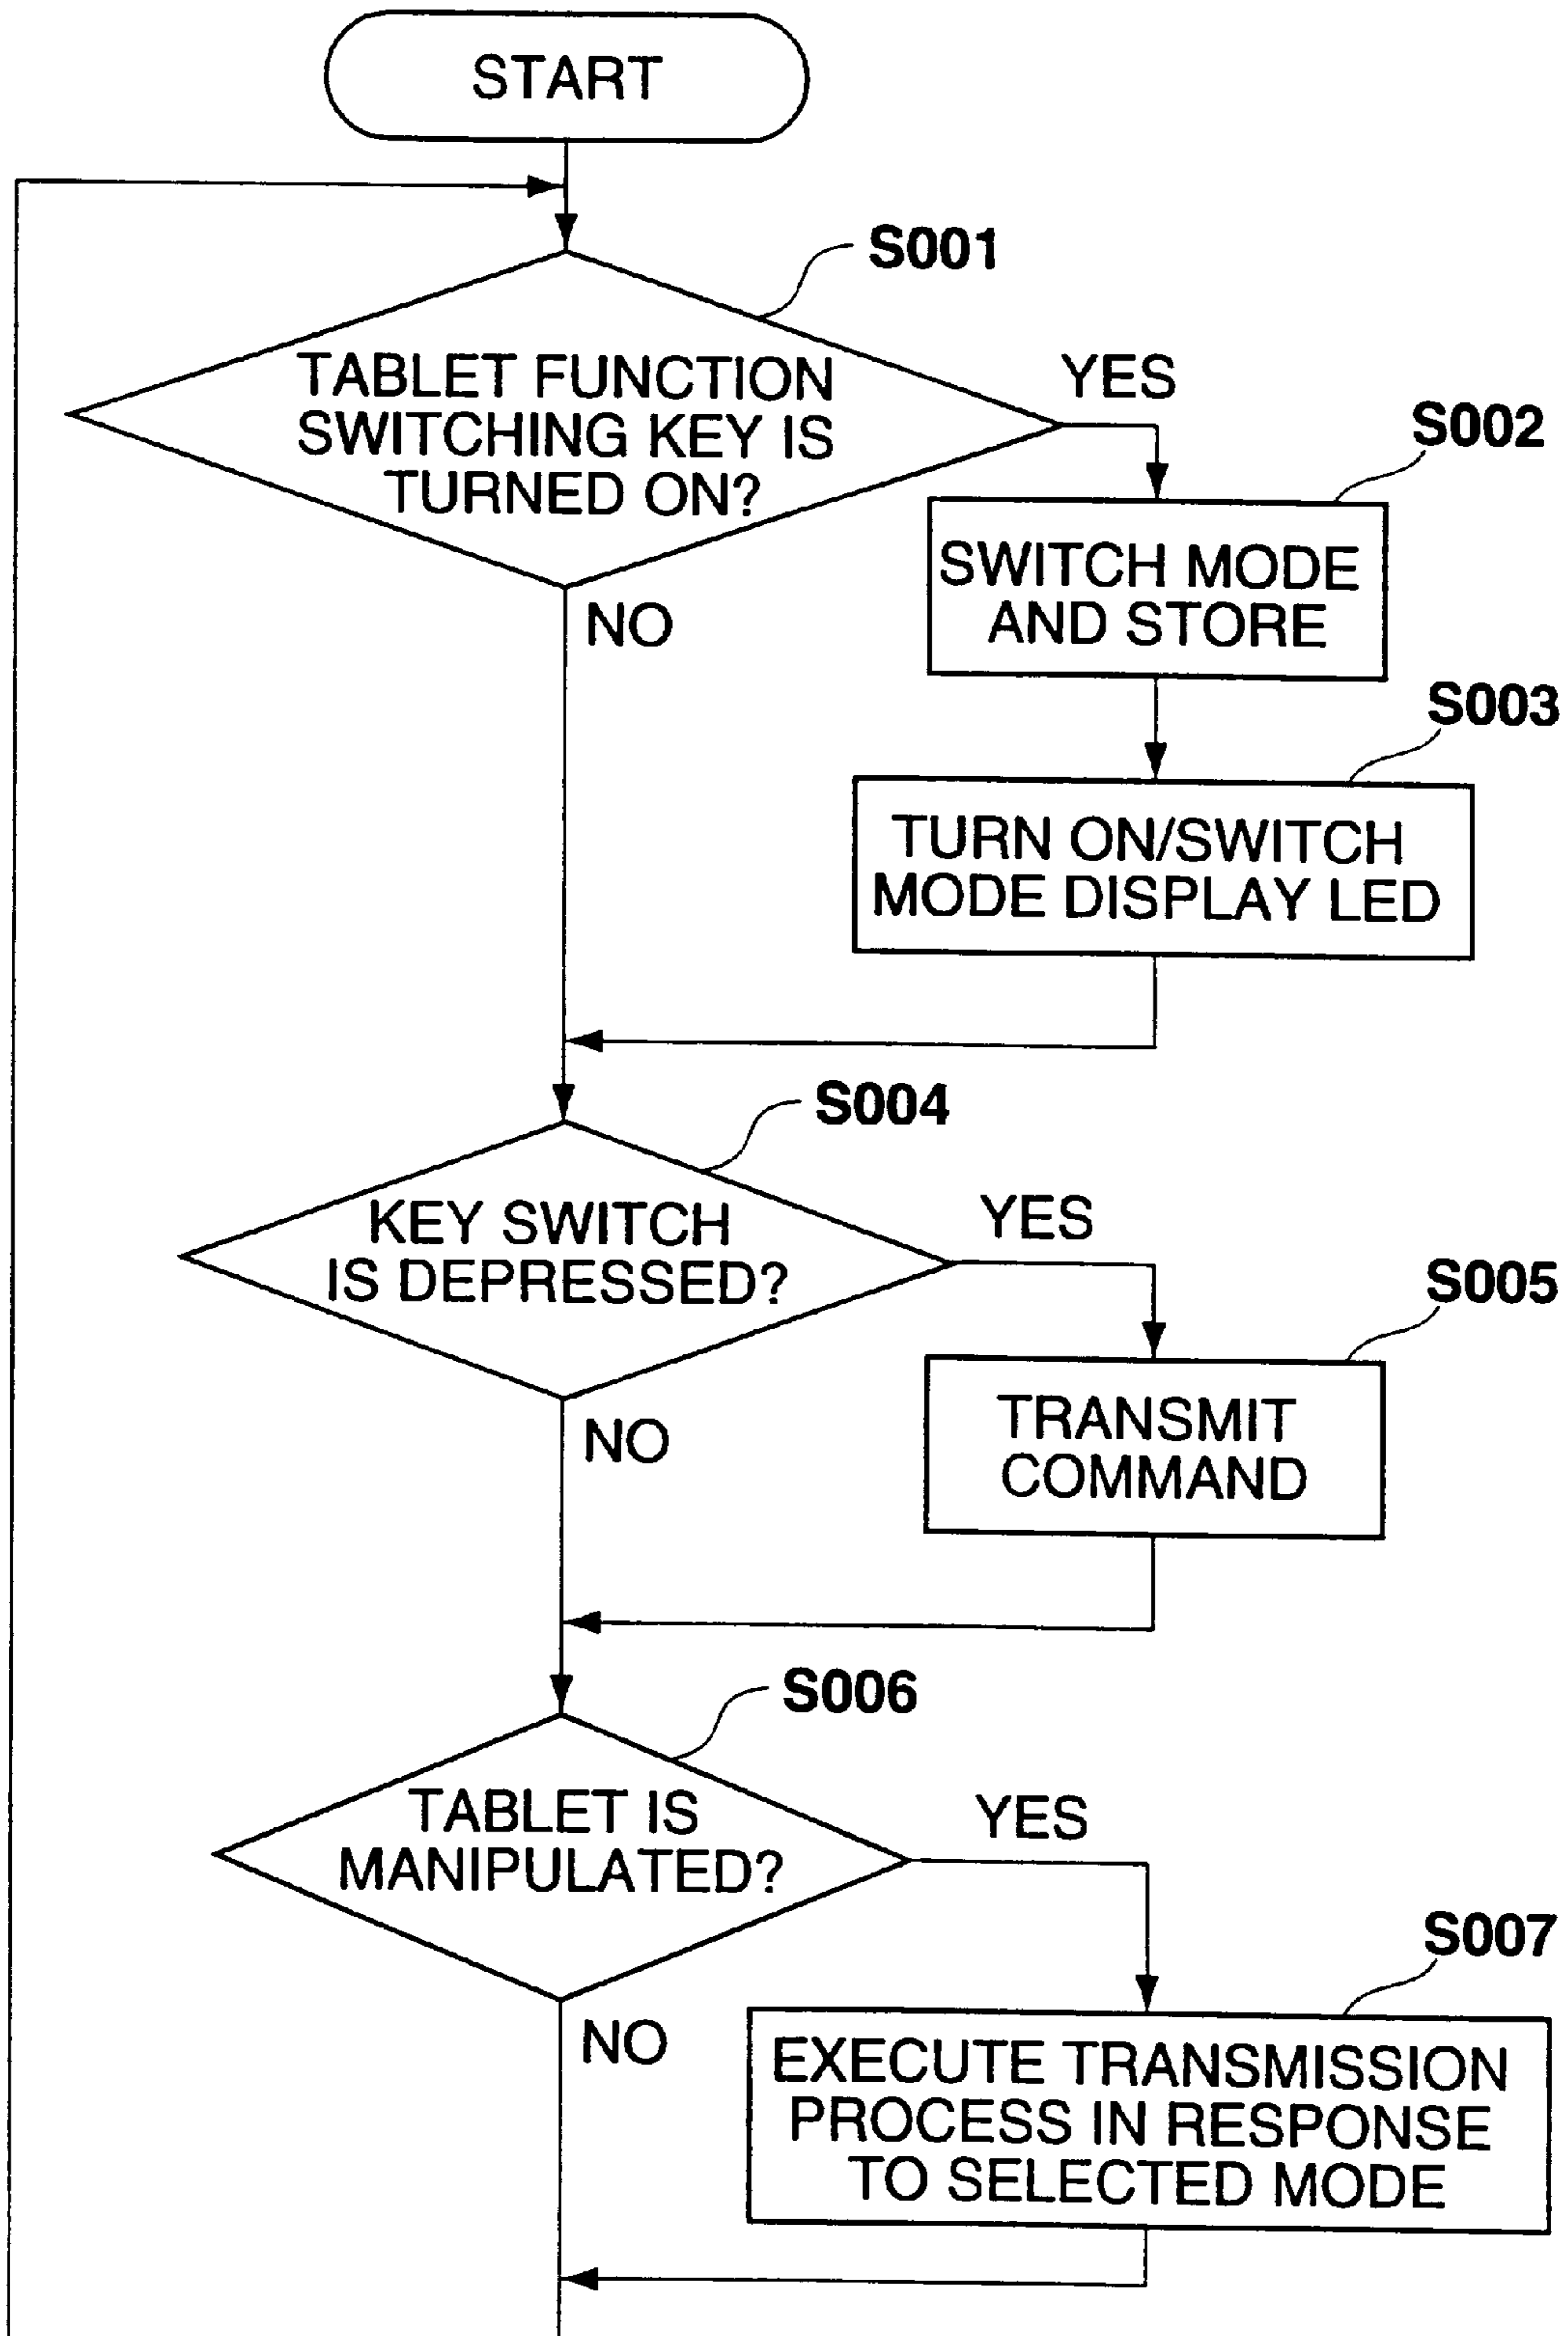 START
S001
TABLET FUNCTION
SWITCHING KEY IS
TURNED ON?
YES
S002
SWITCH MODE
AND STORE
NO
S003
TURN ON/SWITCH
MODE DISPLAY LED
S004
KEY SWITCH
IS DEPRESSED?
YES
S005
TRANSMIT
COMMAND
NO
S006
TABLET IS
MANIPULATED?
YES
S007
EXECUTE TRANSMISSION
PROCESS IN RESPONSE
TO SELECTED MODE
NO